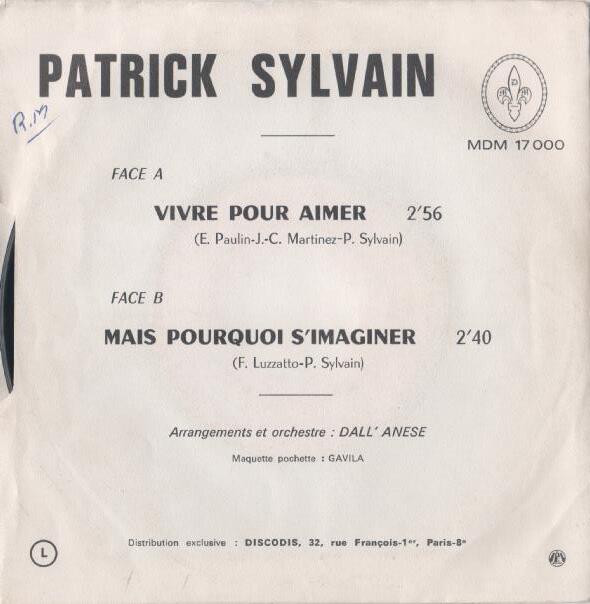 PATRICK SYLVAIN
R.M
MDM 17 000
FACE A
VIVRE POUR AIMER 2'56
(E. Paulin-J.-C. Martinez-P. Sylvain)
FACE B
MAIS POURQUOI S'IMAGINER 2'40
(F. Luzzatto-P. Sylvain)
Arrangements et orchestre : DALL' ANESE
Maquette pochette : GAVILA
L
Distribution exclusive : DISCODIS, 32, rue François-1er, Paris-8e